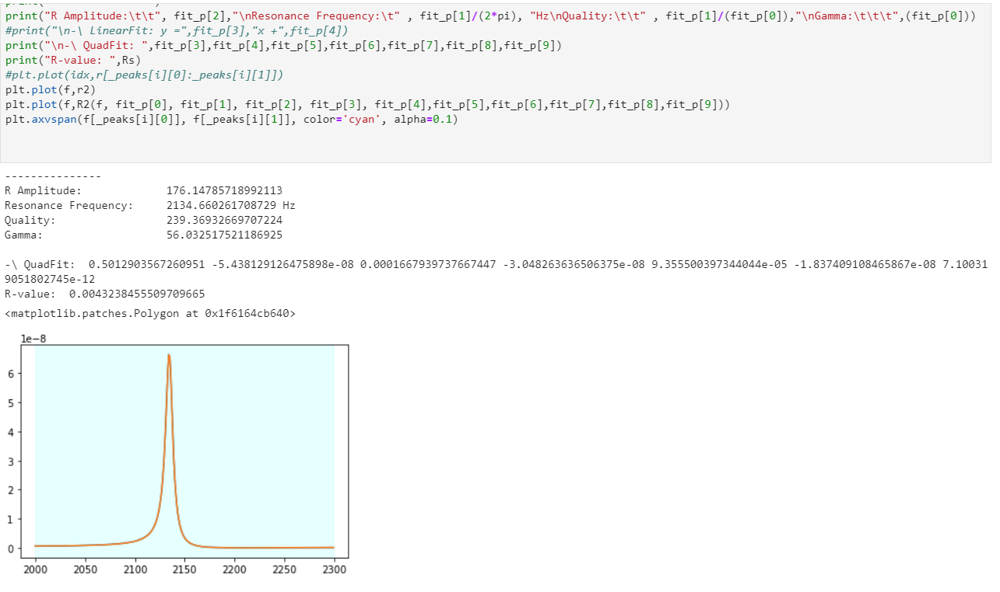 print("R Amplitude:\t\t", fit_p[2],"\nResonance Frequency:\t" , fit_p[1]/(2*pi), "Hz\nQuality:\t\t" , fit_p[1]/(fit_p[0]),"\nGamma:\t\t\t",(fit_p[0]))
#print("\n-\ LinearFit: y =",fit_p[3],"x +",fit_p[4])
print("\n-\ QuadFit: ",fit_p[3],fit_p[4],fit_p[5],fit_p[6],fit_p[7],fit_p[8],fit_p[9])
print("R-value: ",Rs)
#plt.plot(idx,r[_peaks[i][0]:_peaks[i][1]])
plt.plot(f,r2)
plt.plot(f,R2(f, fit_p[0], fit_p[1], fit_p[2], fit_p[3], fit_p[4],fit_p[5],fit_p[6],fit_p[7],fit_p[8],fit_p[9]))
plt.axvspan(f[_peaks[i][0]], f[_peaks[i][1]], color='cyan', alpha=0.1)
---------------
R Amplitude: 176.14785718992113
Resonance Frequency: 2134.660261708729 Hz
Quality: 239.36932669707224
Gamma: 56.032517521186925
-\ QuadFit:  0.5012903567260951 -5.438129126475898e-08 0.0001667939737667447 -3.048263636506375e-08 9.355500397344044e-05 -1.837409108465867e-08 7.10031
9051802745e-12
R-value:  0.0043238455509709665
<matplotlib.patches.Polygon at 0x1f6164cb640>
1e−8
6
5
4
3
2
1
0
2000 2050 2100 2150 2200 2250 2300